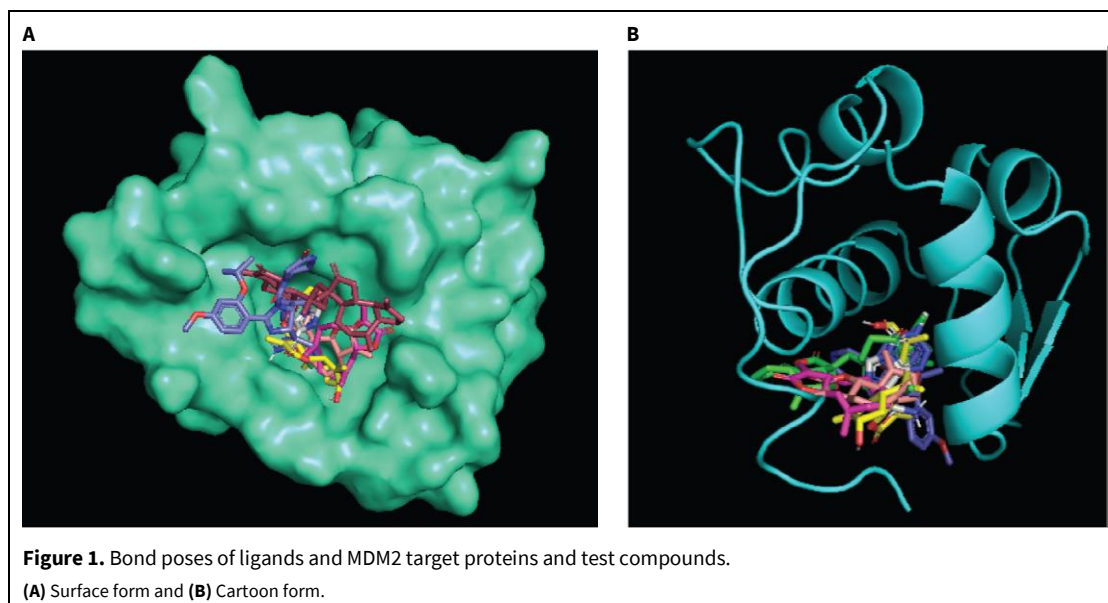 A
B
Figure 1. Bond poses of ligands and MDM2 target proteins and test compounds.
(A) Surface form and (B) Cartoon form.